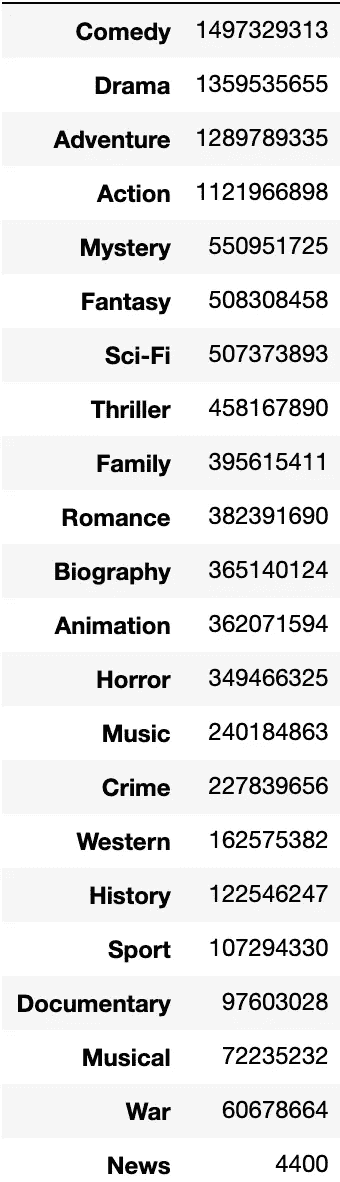 Comedy 1497329313
Drama 1359535655
Adventure 1289789335
Action 1121966898
Mystery 550951725
Fantasy 508308458
Sci-Fi 507373893
Thriller 458167890
Family 395615411
Romance 382391690
Biography 365140124
Animation 362071594
Horror 349466325
Music 240184863
Crime 227839656
Western 162575382
History 122546247
Sport 107294330
Documentary 97603028
Musical 72235232
War 60678664
News 4400